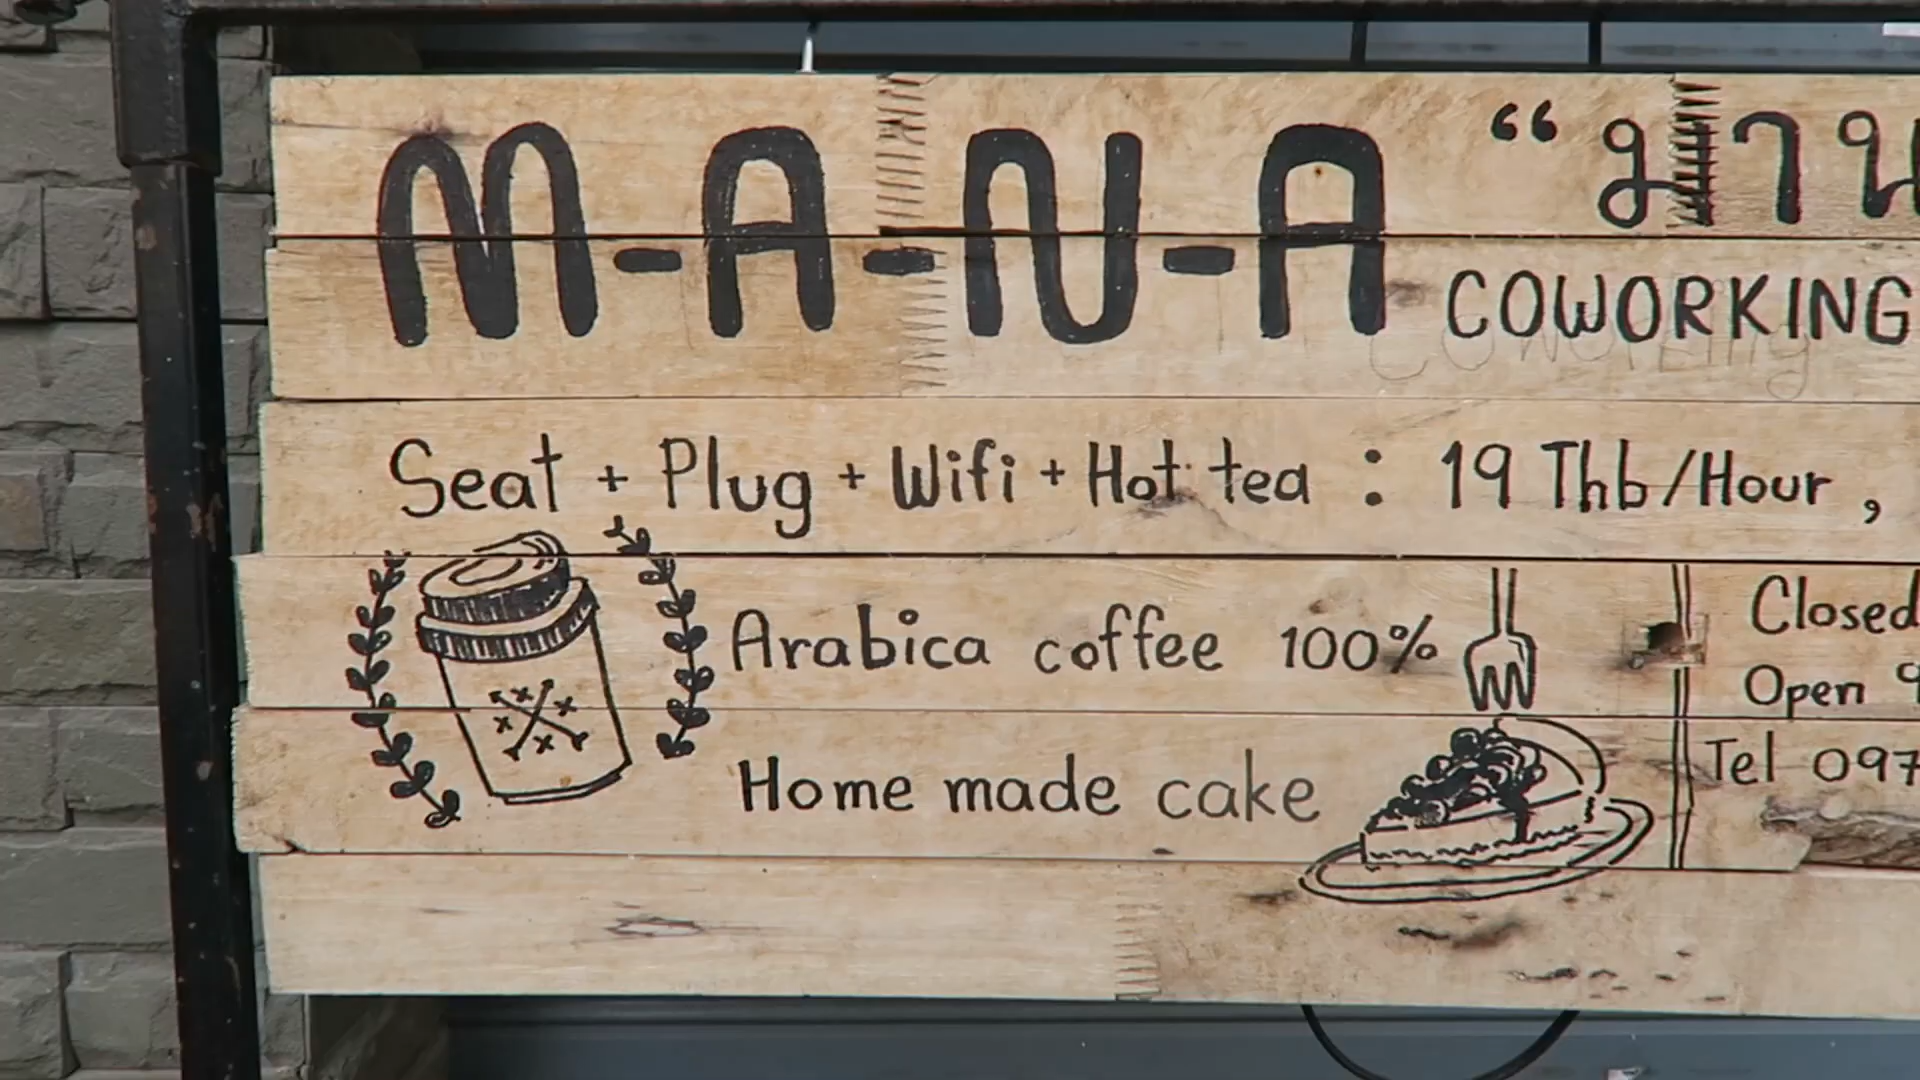 M-A-N-A “มาน
COWORKING
Seat + Plug + Wifi + Hot tea : 19 Thb/Hour ,
Arabica coffee 100%
Home made cake
Closed
Open 9
Tel 097